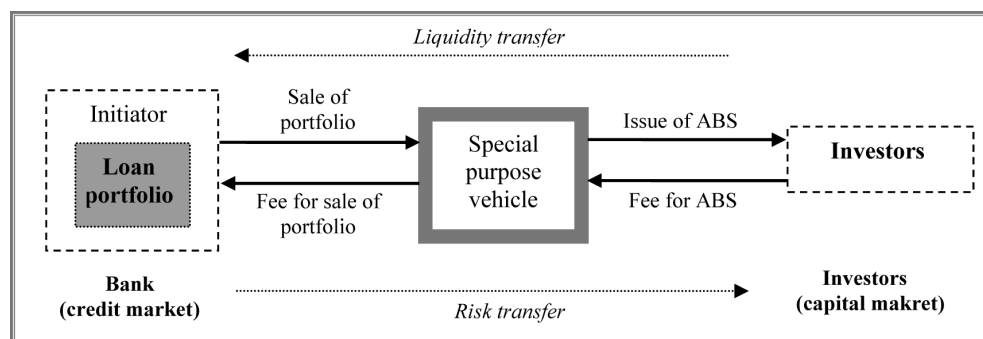 Liquidity transfer
Initiator
Loan
portfolio
Sale of
portfolio
Fee for sale of
portfolio
Special
purpose
vehicle
Issue of ABS
Fee for ABS
Investors
Bank
(credit market)
Risk transfer
Investors
(capital makret)